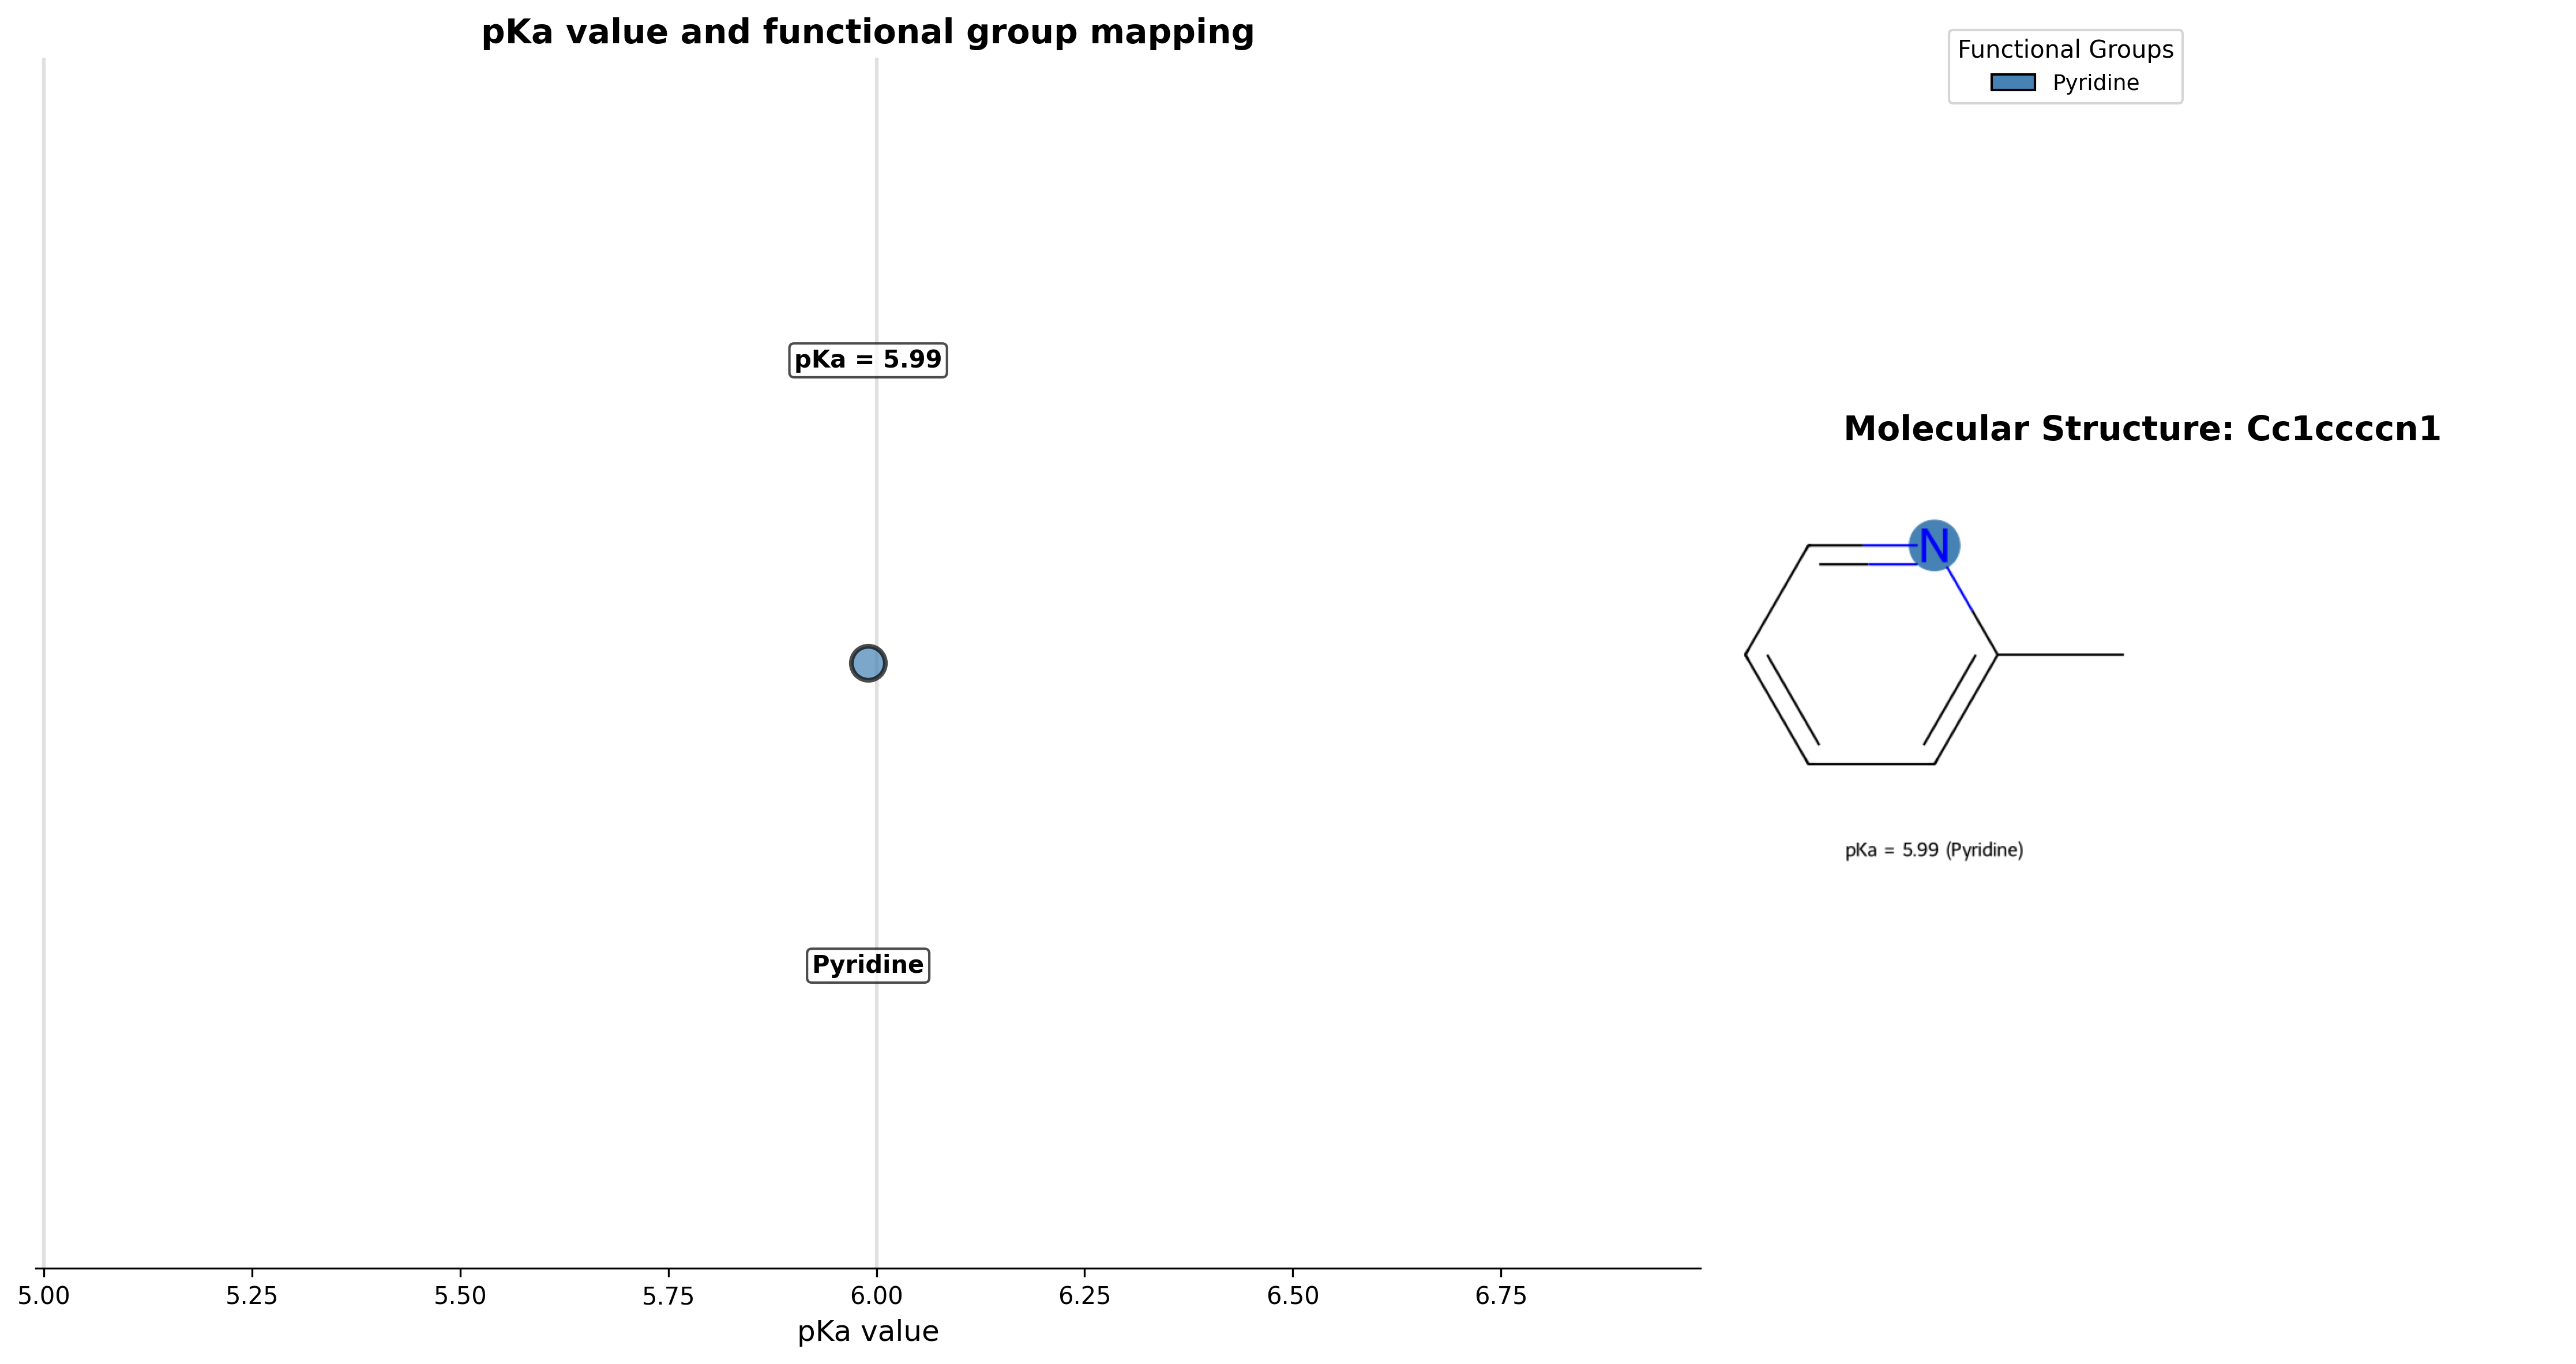 pKa value and functional group mapping
pKa = 5.99
Pyridine
5.00 5.25 5.50 5.75 6.00 6.25 6.50 6.75
pKa value
Functional Groups
Pyridine
Molecular Structure: Cc1ccccn1
N
pKa = 5.99 (Pyridine)